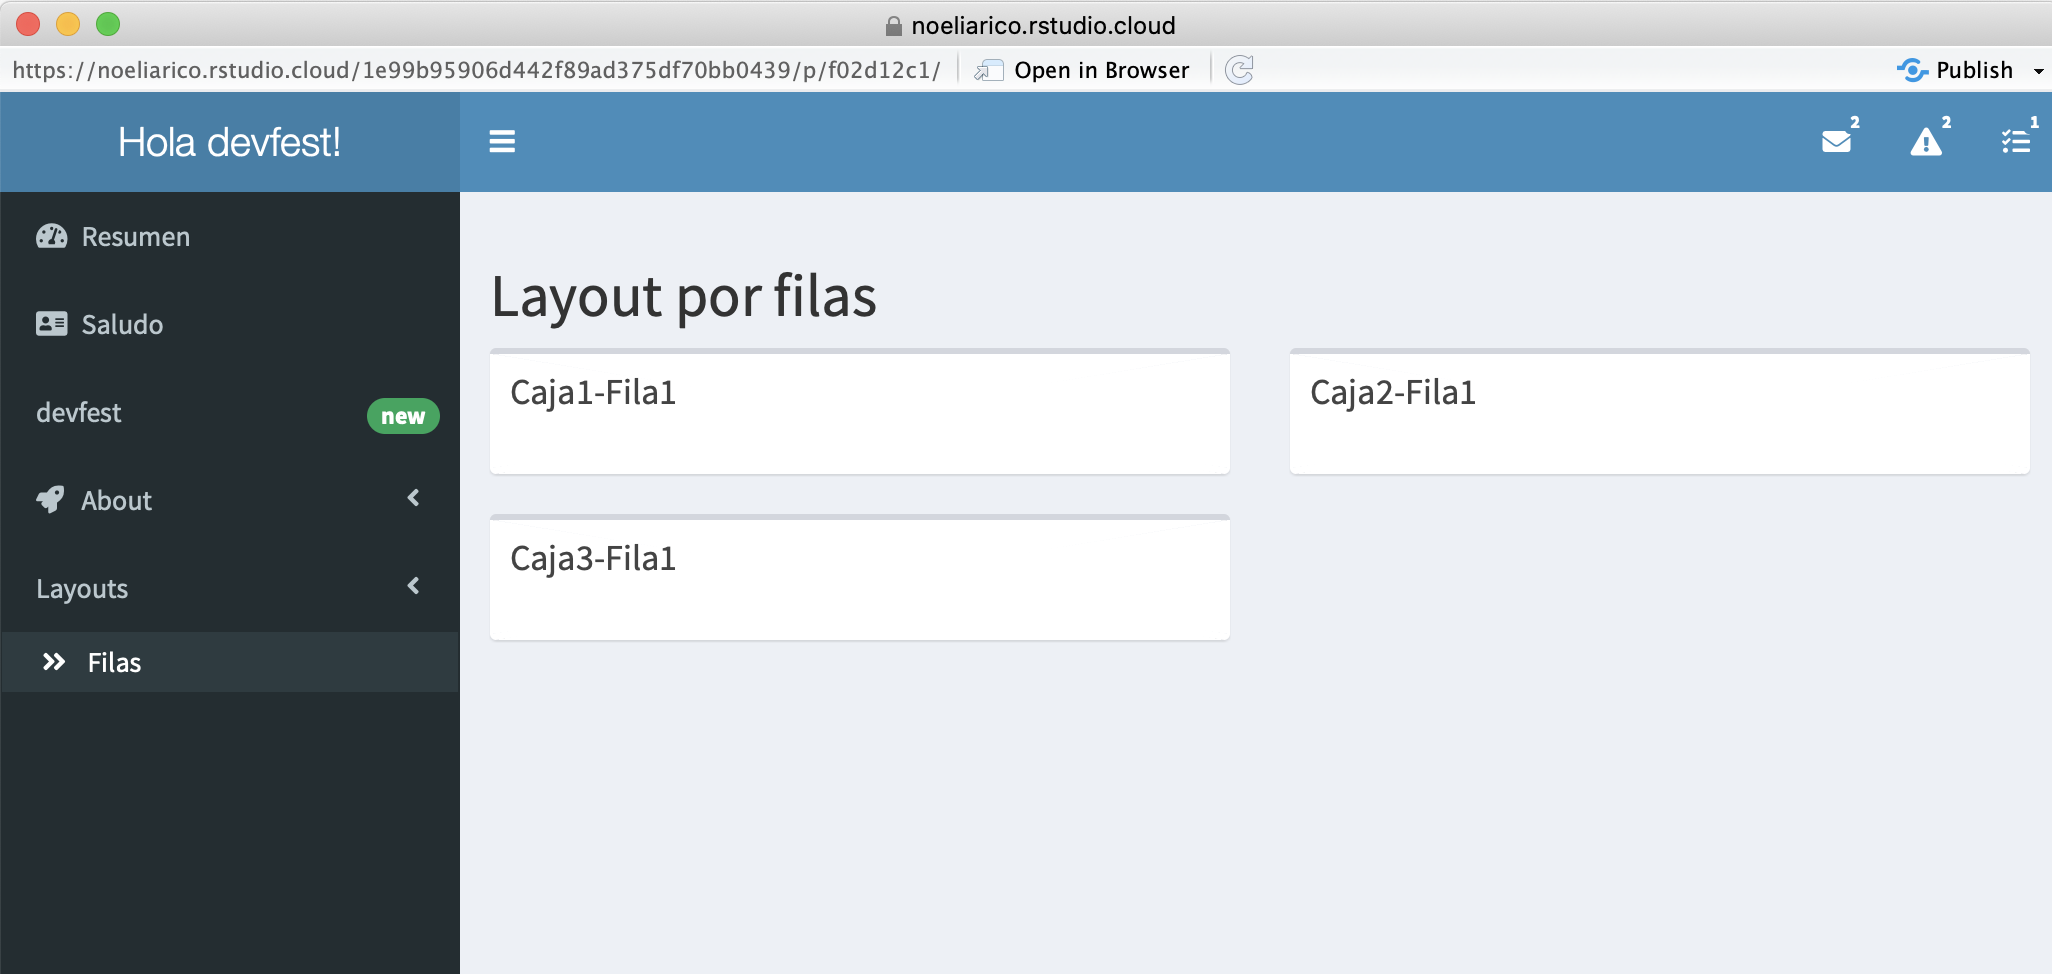 noeliarico.rstudio.cloud
https://noeliarico.rstudio.cloud/1e99b95906d442f89ad375df70bb0439/p/f02d12c1/ Open in Browser Publish
Hola devfest! 2 2 1
Resumen
Saludo
devfest new
About
Layouts
Filas
Layout por filas
Caja1-Fila1 Caja2-Fila1
Caja3-Fila1